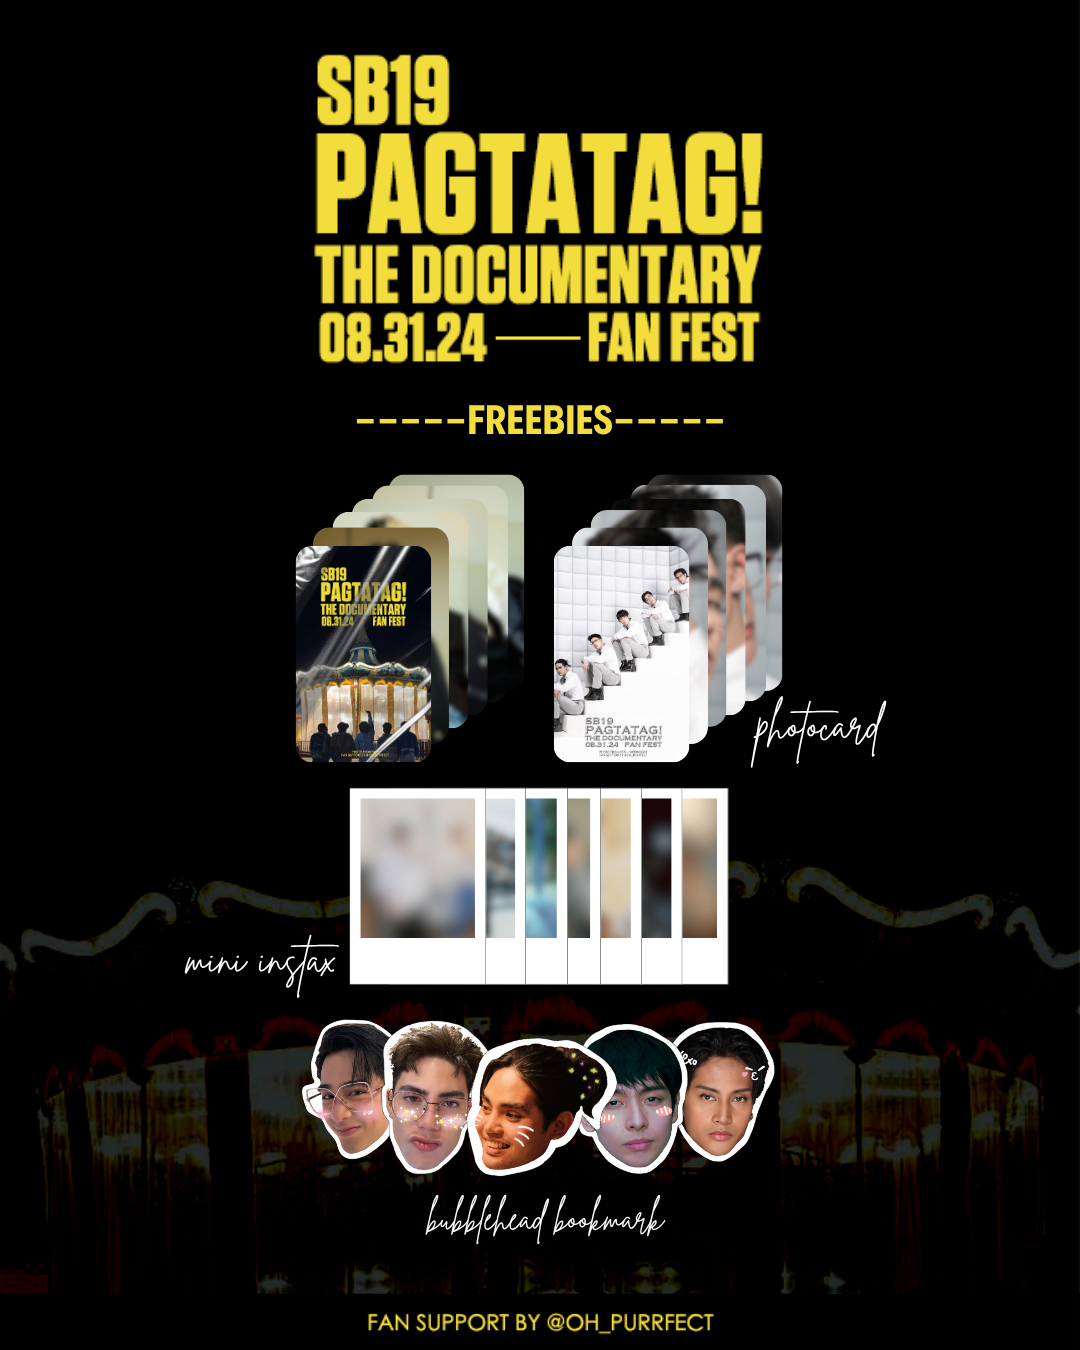 SB19
PAGTATAG!
THE DOCUMENTARY
08.31.24 — FAN FEST
-----FREEBIES-----
SB19
PAGTATAG!
THE DOCUMENTARY
08.31.24 FAN FEST
SB19
PAGTATAG!
THE DOCUMENTARY
08.31.24 FAN FEST
photocard
mini instax
xoxo
bubblehead bookmark
FAN SUPPORT BY @OH_PURRFECT